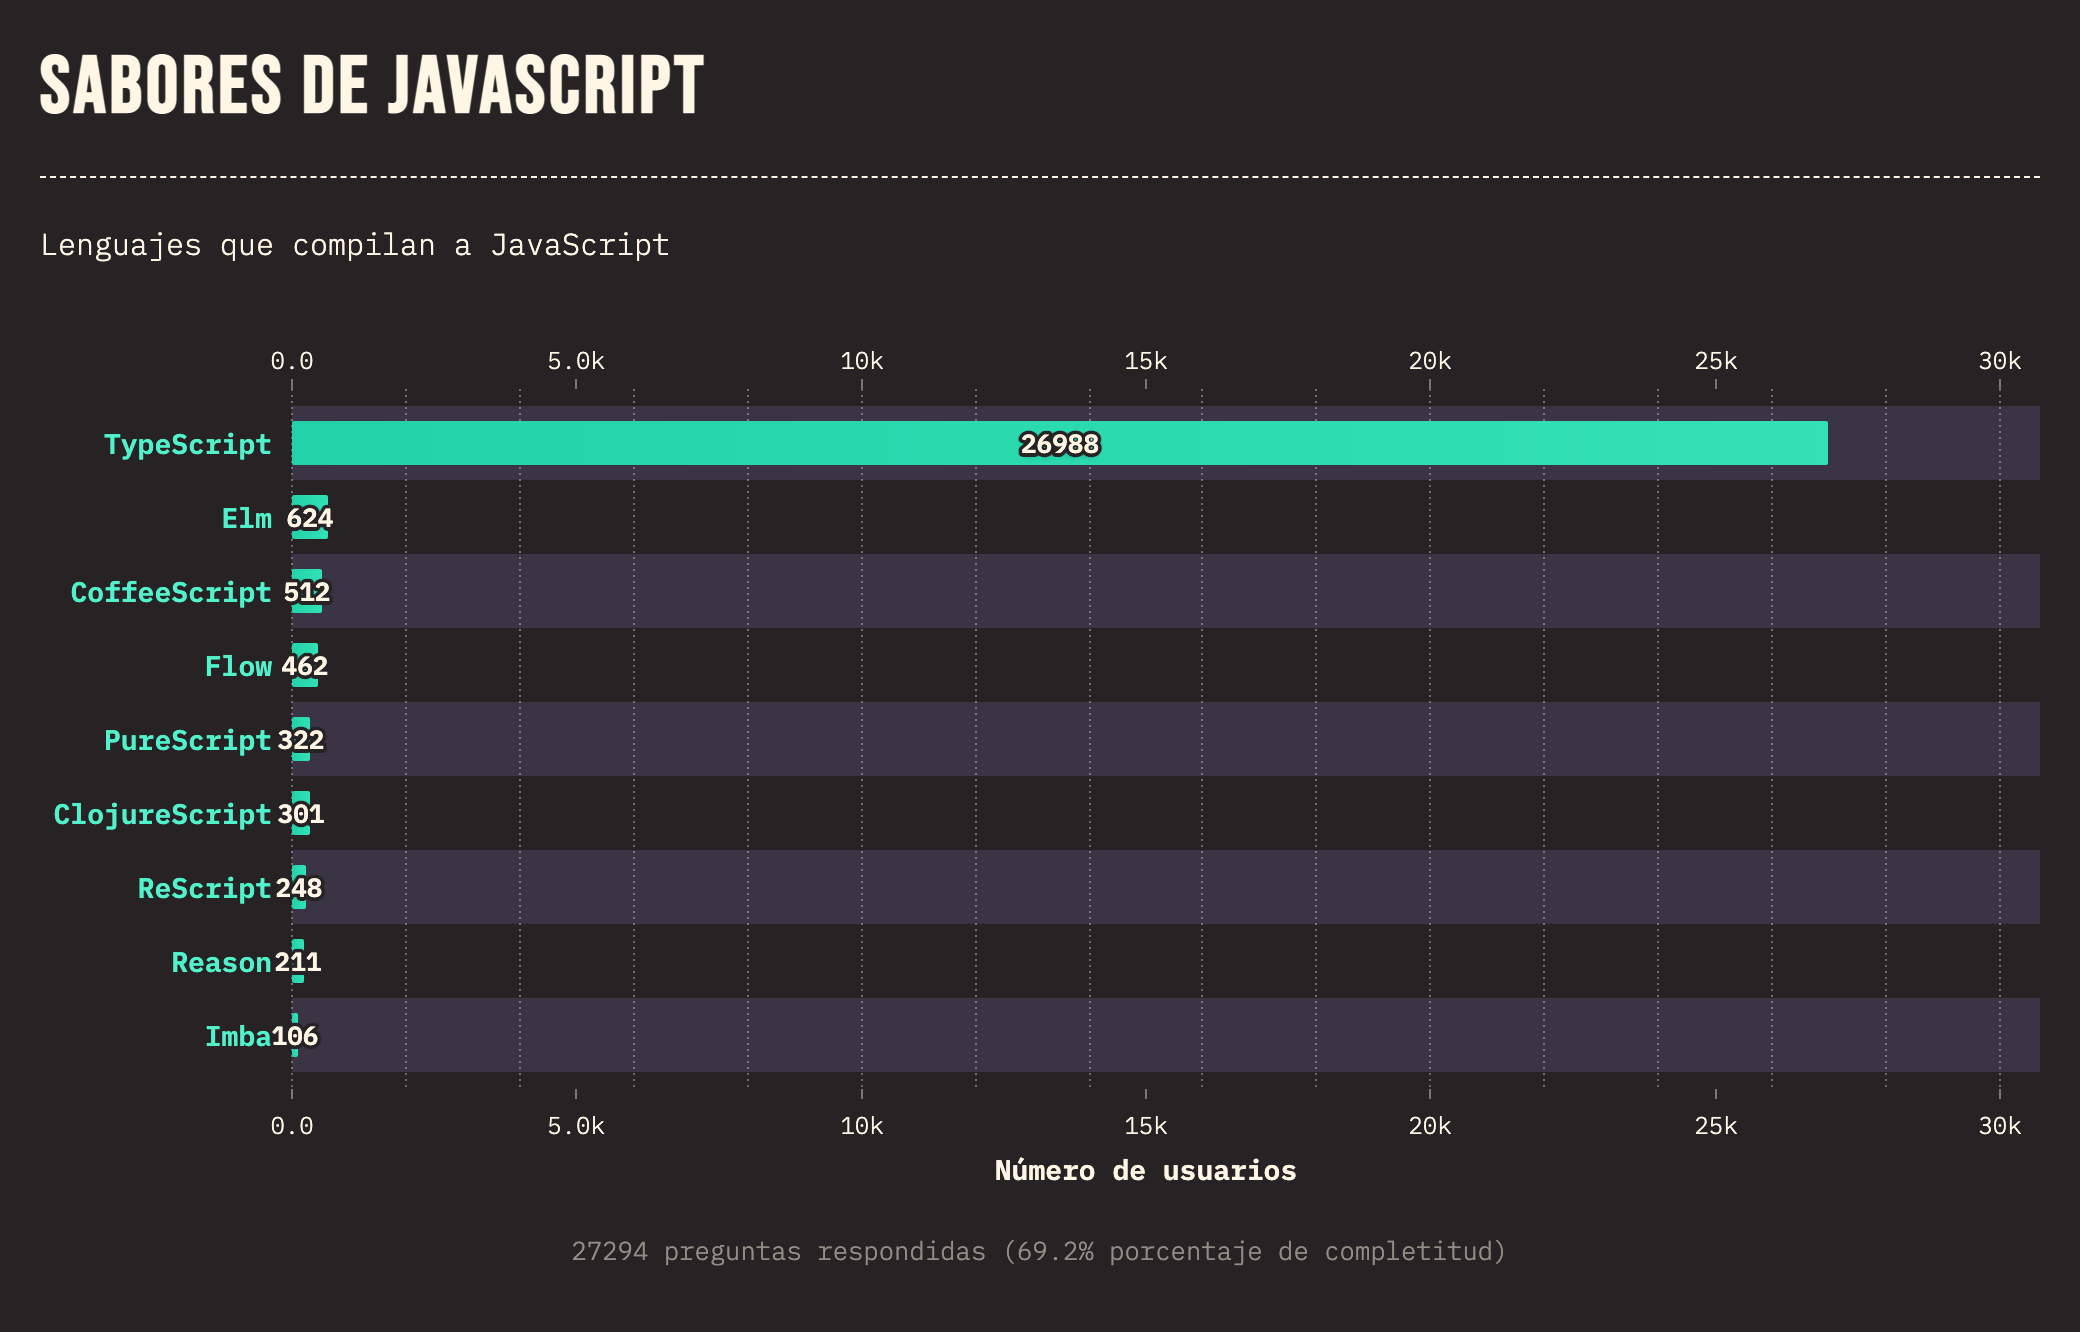 SABORES DE JAVASCRIPT
Lenguajes que compilan a JavaScript
0.0 5.0k 10k 15k 20k 25k 30k
TypeScript 26988
Elm 624
CoffeeScript 512
Flow 462
PureScript 322
ClojureScript 301
ReScript 248
Reason 211
Imba 106
0.0 5.0k 10k 15k 20k 25k 30k
Número de usuarios
27294 preguntas respondidas (69.2% porcentaje de completitud)